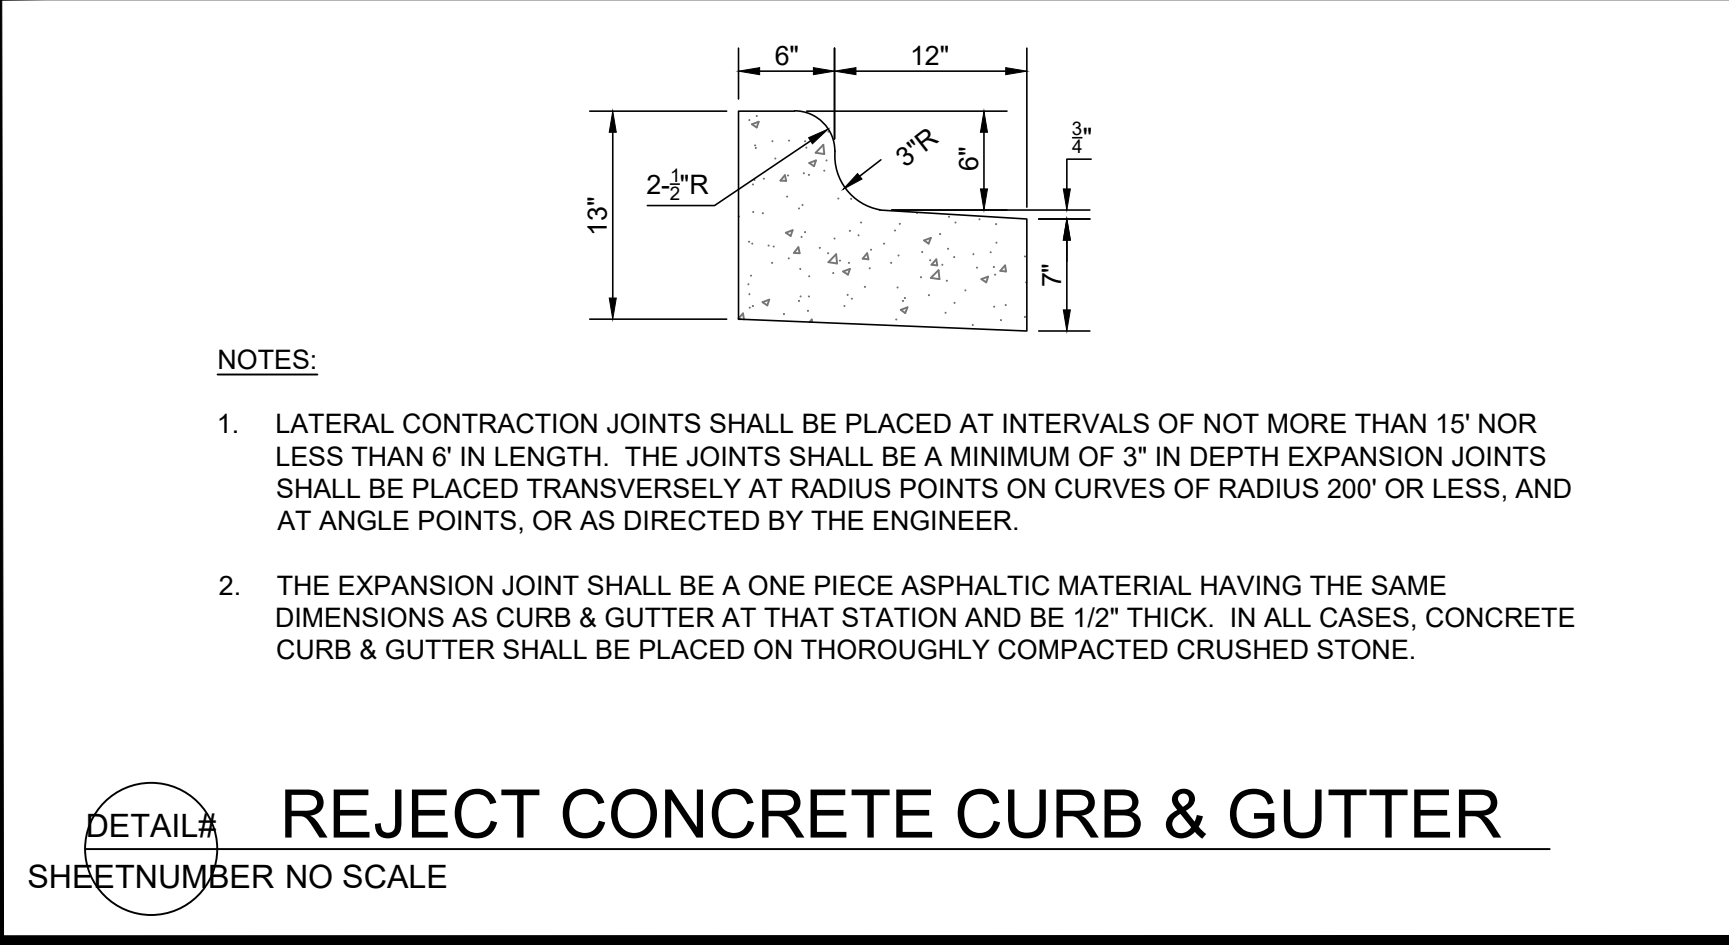 6" 12"
2-1/2"R
3"R
6"
3/4"
13"
7"
NOTES:
1. LATERAL CONTRACTION JOINTS SHALL BE PLACED AT INTERVALS OF NOT MORE THAN 15' NOR
LESS THAN 6' IN LENGTH. THE JOINTS SHALL BE A MINIMUM OF 3" IN DEPTH EXPANSION JOINTS
SHALL BE PLACED TRANSVERSELY AT RADIUS POINTS ON CURVES OF RADIUS 200' OR LESS, AND
AT ANGLE POINTS, OR AS DIRECTED BY THE ENGINEER.
2. THE EXPANSION JOINT SHALL BE A ONE PIECE ASPHALTIC MATERIAL HAVING THE SAME
DIMENSIONS AS CURB & GUTTER AT THAT STATION AND BE 1/2" THICK. IN ALL CASES, CONCRETE
CURB & GUTTER SHALL BE PLACED ON THOROUGHLY COMPACTED CRUSHED STONE.
DETAIL# REJECT CONCRETE CURB & GUTTER
SHEETNUMBER NO SCALE